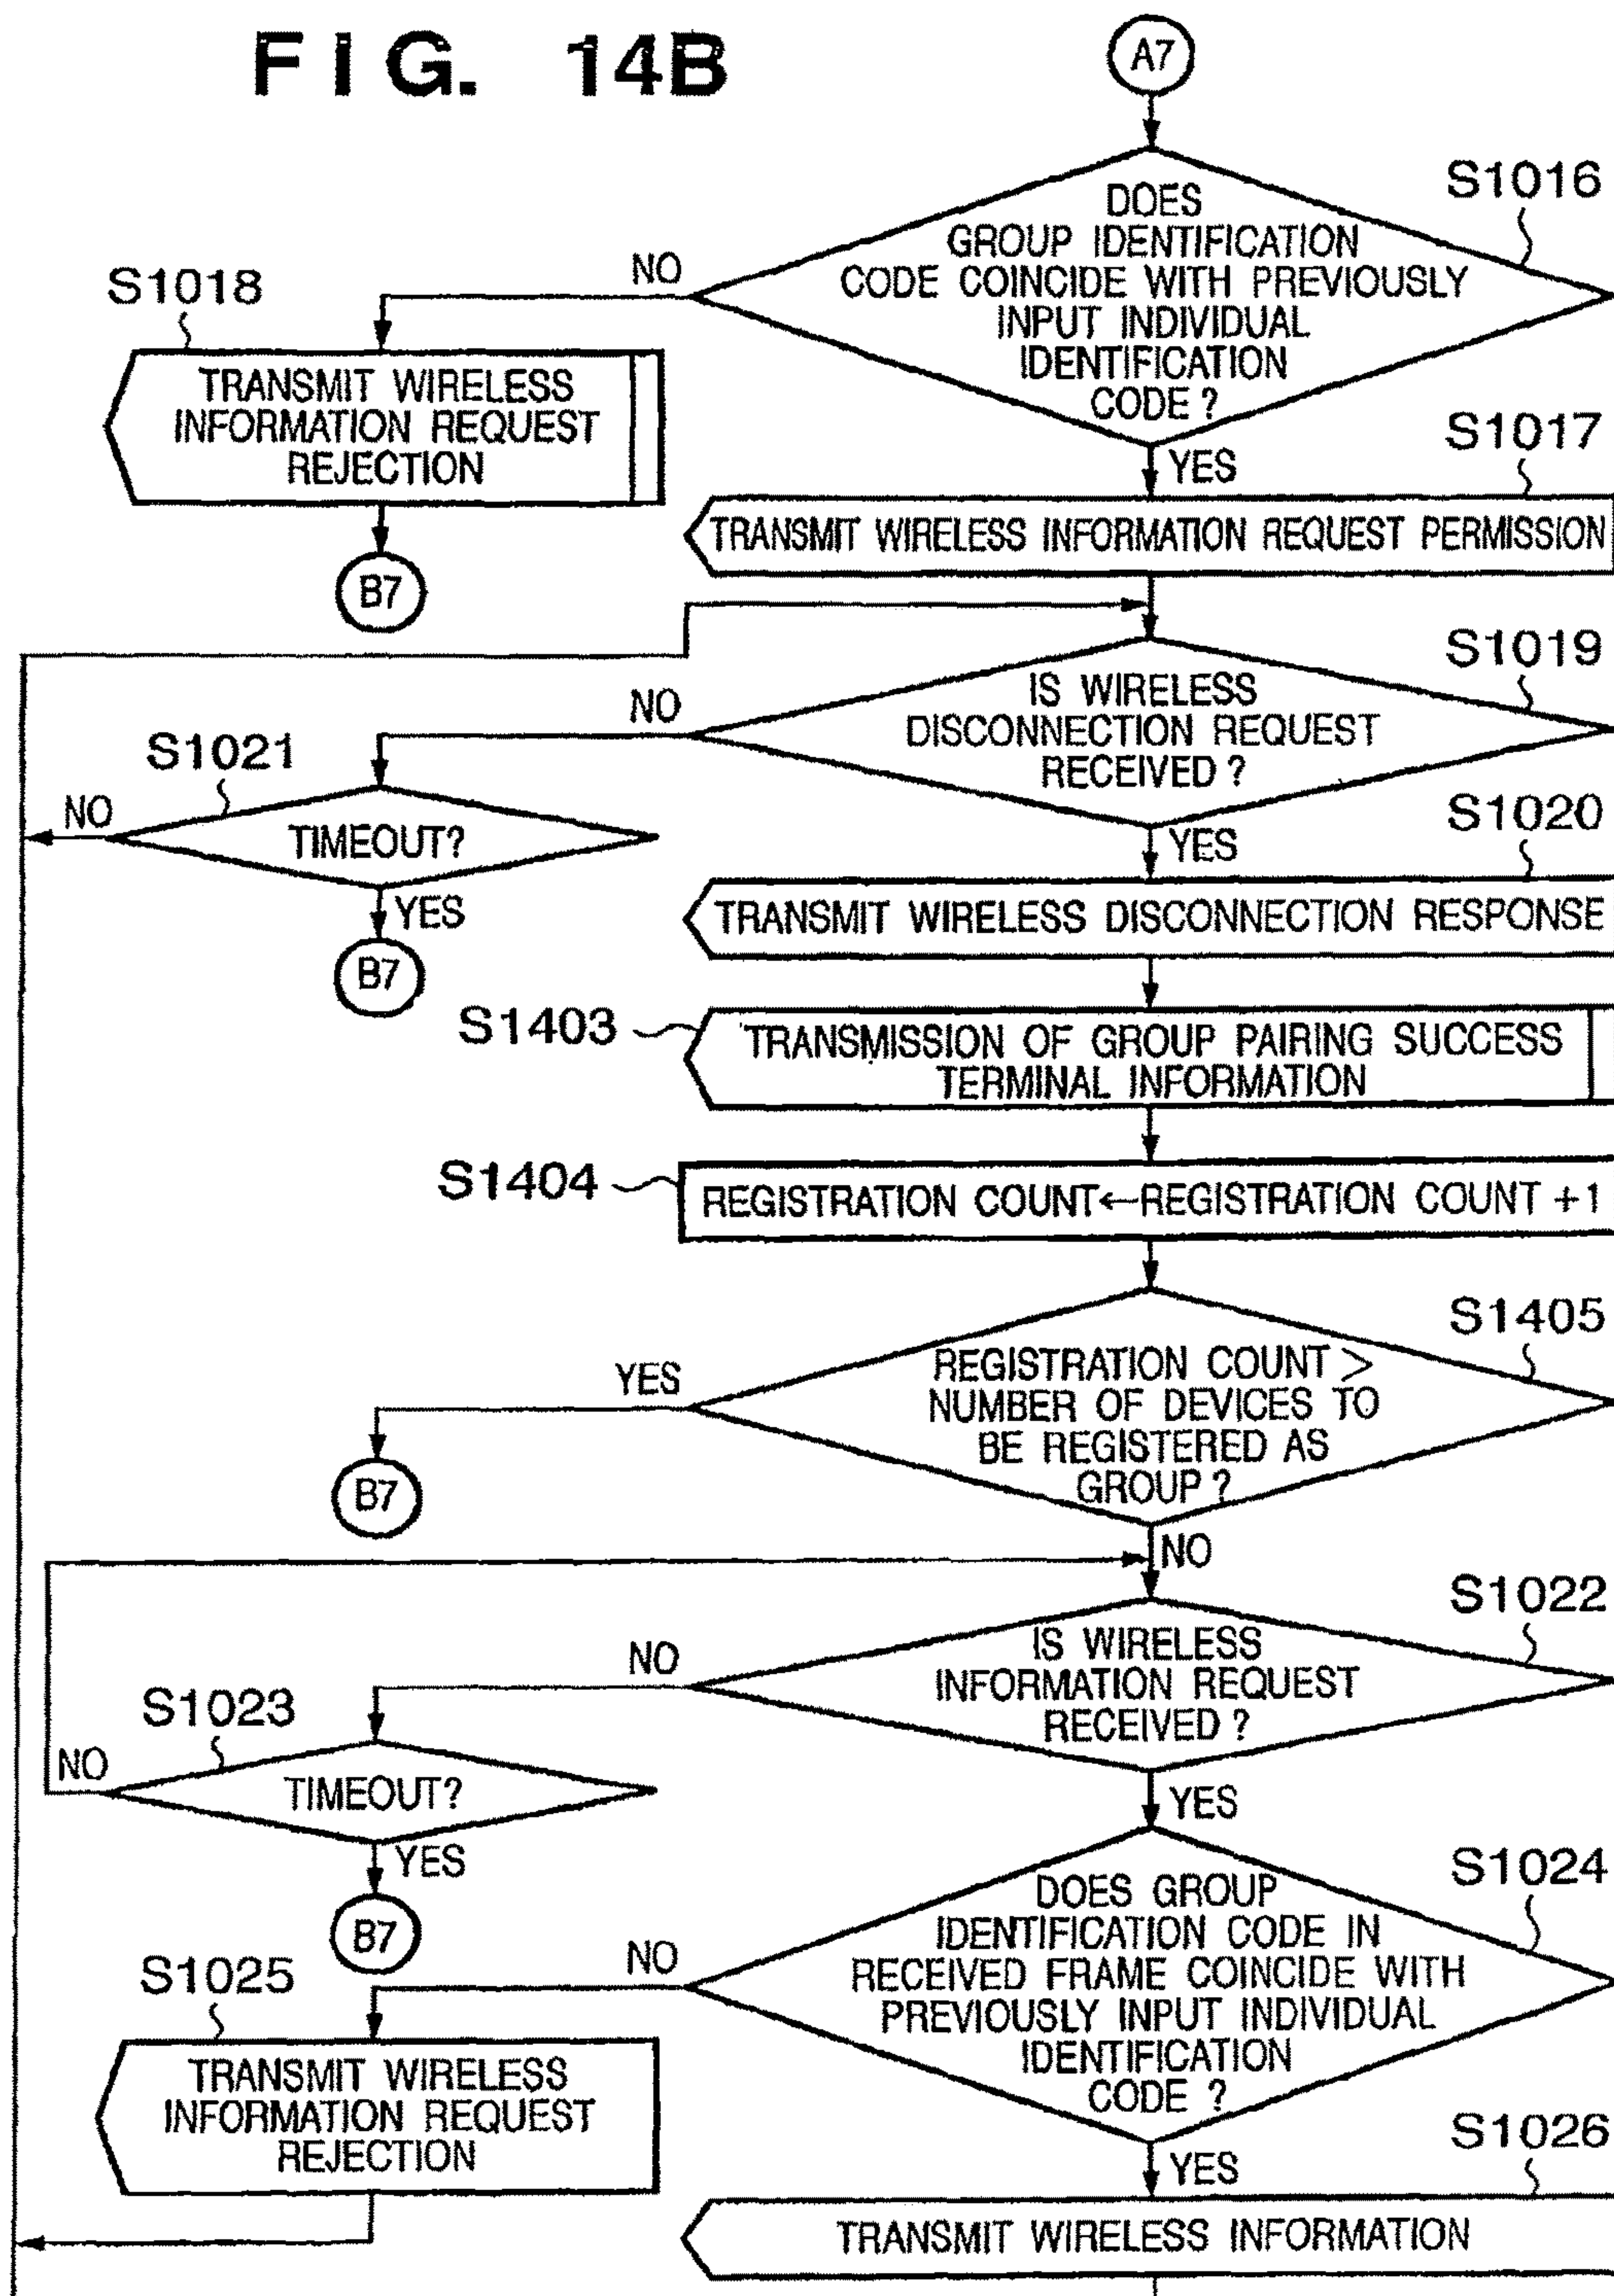 FIG. 14B
A7
S1016
DOES
GROUP IDENTIFICATION
CODE COINCIDE WITH PREVIOUSLY
INPUT INDIVIDUAL
IDENTIFICATION
CODE?
NO
S1018
TRANSMIT WIRELESS
INFORMATION REQUEST
REJECTION
B7
YES
S1017
TRANSMIT WIRELESS INFORMATION REQUEST PERMISSION
S1019
IS WIRELESS
DISCONNECTION REQUEST
RECEIVED?
NO
S1021
NO
TIMEOUT?
YES
B7
YES
S1020
TRANSMIT WIRELESS DISCONNECTION RESPONSE
S1403
TRANSMISSION OF GROUP PAIRING SUCCESS
TERMINAL INFORMATION
S1404
REGISTRATION COUNT←REGISTRATION COUNT +1
S1405
REGISTRATION COUNT >
NUMBER OF DEVICES TO
BE REGISTERED AS
GROUP?
YES
B7
NO
S1022
IS WIRELESS
INFORMATION REQUEST
RECEIVED?
NO
S1023
NO
TIMEOUT?
YES
B7
YES
S1024
DOES GROUP
IDENTIFICATION CODE IN
RECEIVED FRAME COINCIDE WITH
PREVIOUSLY INPUT INDIVIDUAL
IDENTIFICATION
CODE?
NO
S1025
TRANSMIT WIRELESS
INFORMATION REQUEST
REJECTION
YES
S1026
TRANSMIT WIRELESS INFORMATION